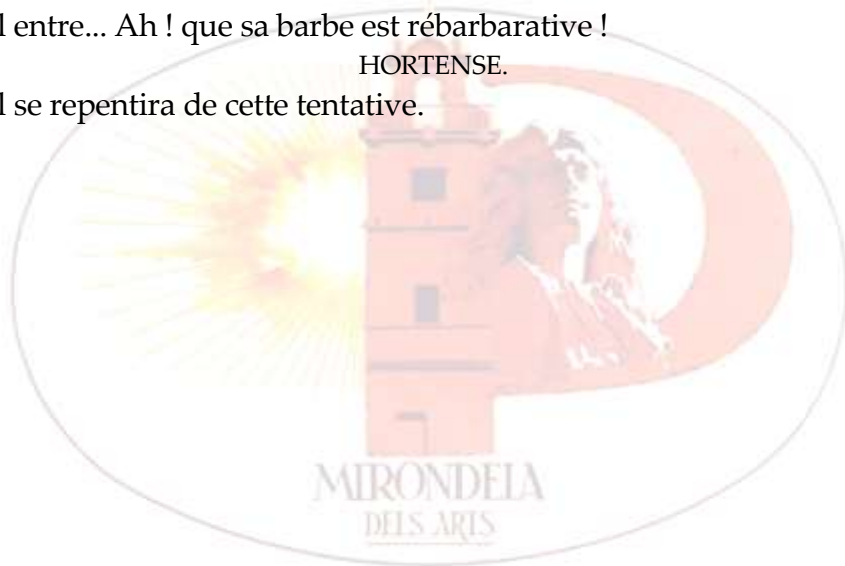 l entre... Ah ! que sa barbe est rébarbarative !
HORTENSE.
l se repentira de cette tentative.
MIRONDELA
DELS ARTS